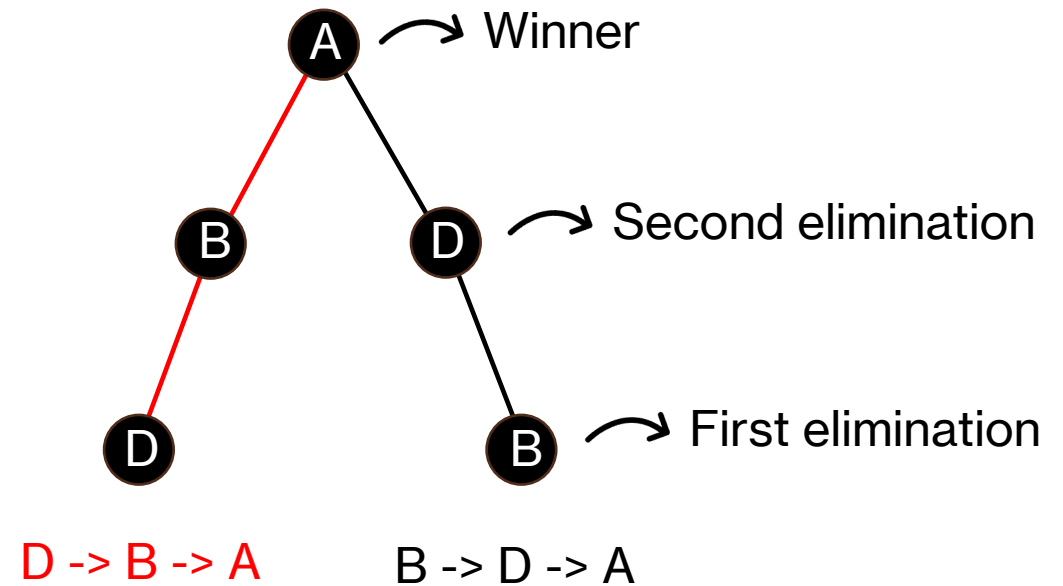 A Winner
B D Second elimination
D B First elimination
D -> B -> A B -> D -> A